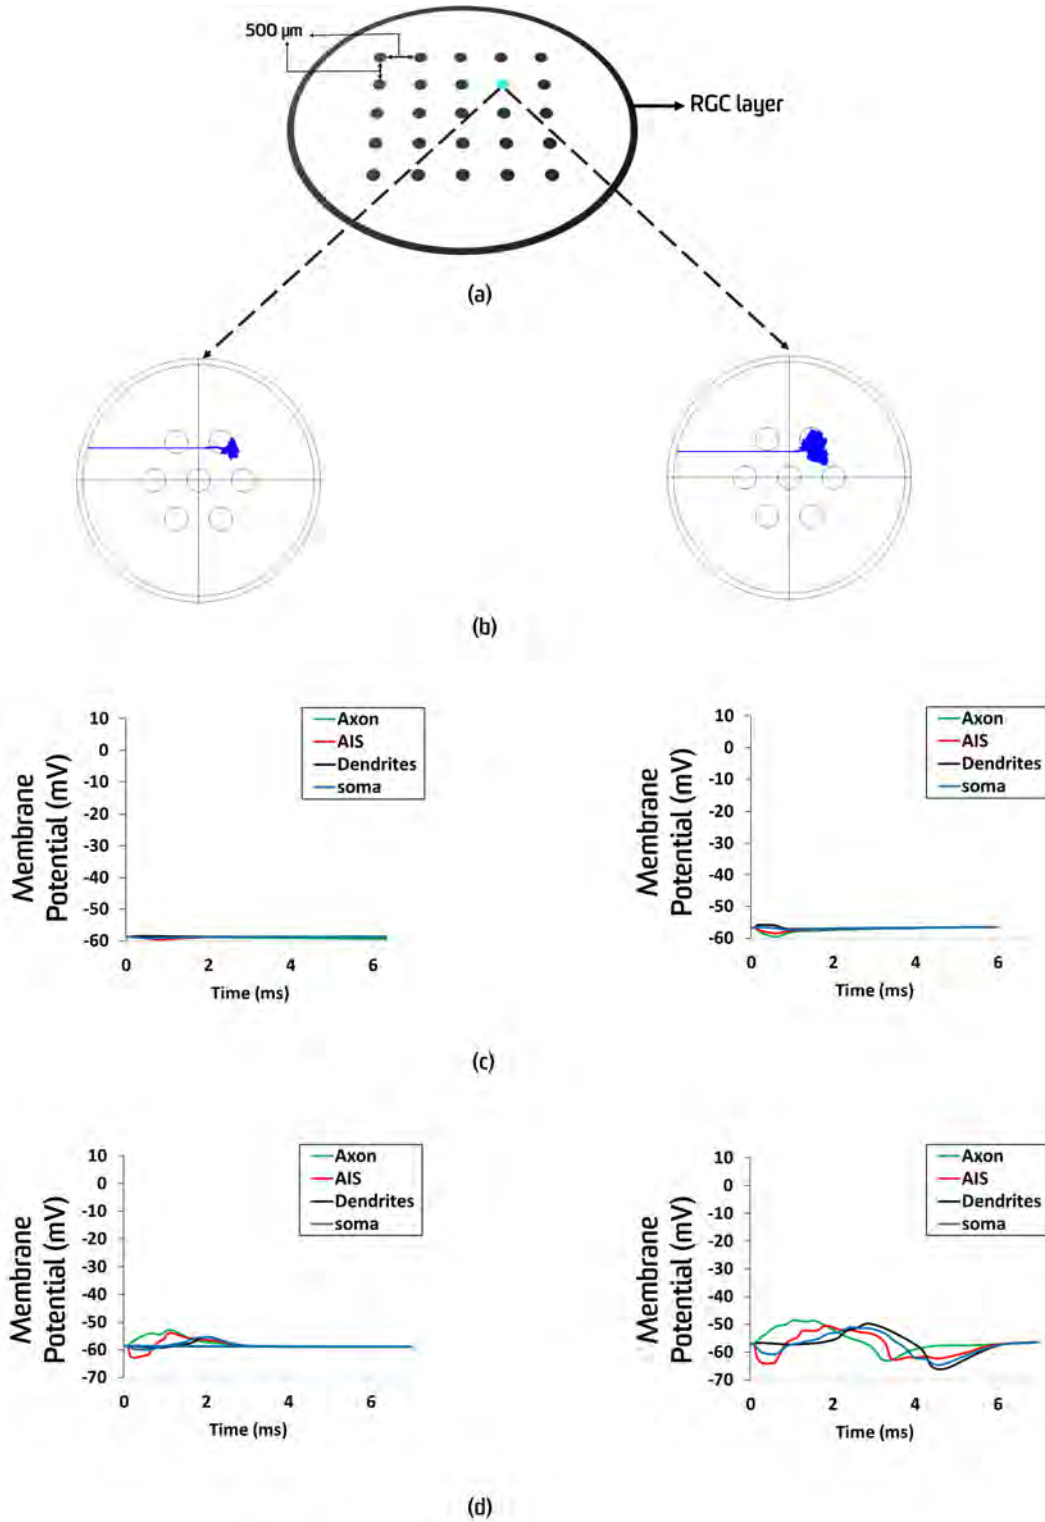 500 μm
RGC layer
(a)
(b)
Membrane
Potential (mV)
10
0
-10
-20
-30
-40
-50
-60
0
2
4
6
Time (ms)
Axon
AIS
Dendrites
soma
Membrane
Potential (mV)
10
0
-10
-20
-30
-40
-50
-60
0
2
4
6
Time (ms)
Axon
AIS
Dendrites
soma
(c)
Membrane
Potential (mV)
10
0
-10
-20
-30
-40
-50
-60
-70
0
2
4
6
Time (ms)
Axon
AIS
Dendrites
soma
Membrane
Potential (mV)
10
0
-10
-20
-30
-40
-50
-60
-70
0
2
4
6
Time (ms)
Axon
AIS
Dendrites
soma
(d)